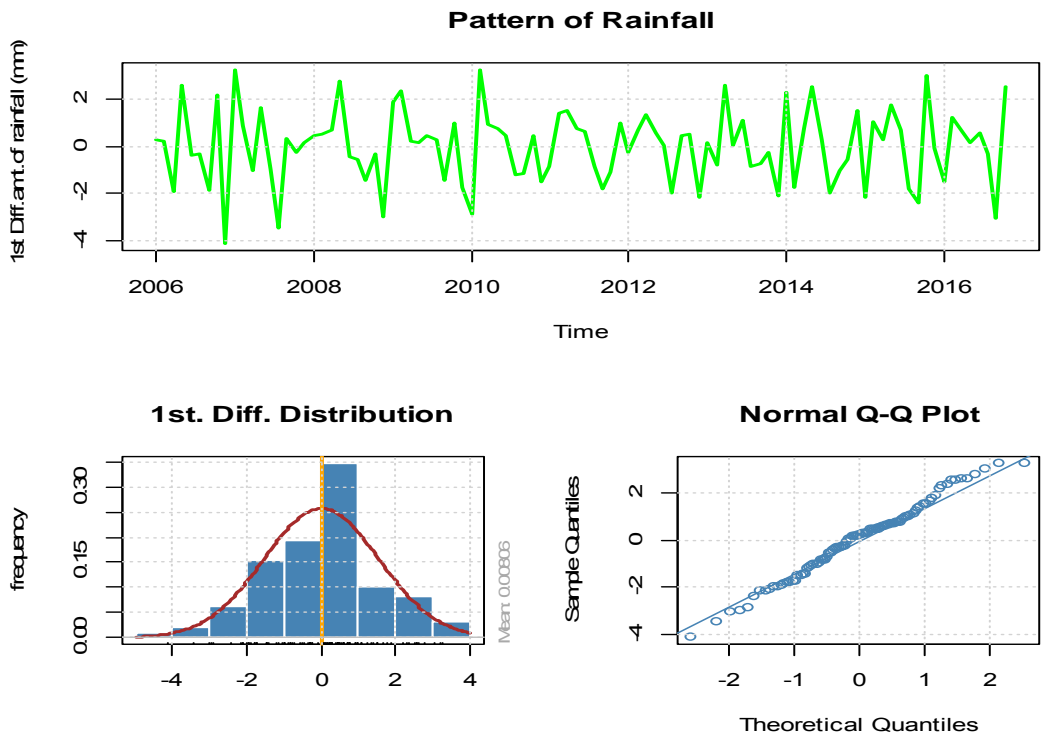 Pattern of Rainfall
1st Diff.amt.of rainfall (mm)
2
0
-2
-4
2006 2008 2010 2012 2014 2016
Time
1st. Diff. Distribution
frequency
0.30
0.15
0.00
-4 -2 0 2 4
Mean: 0.00806
Normal Q-Q Plot
Sample Quantiles
2
0
-2
-4
-2 -1 0 1 2
Theoretical Quantiles